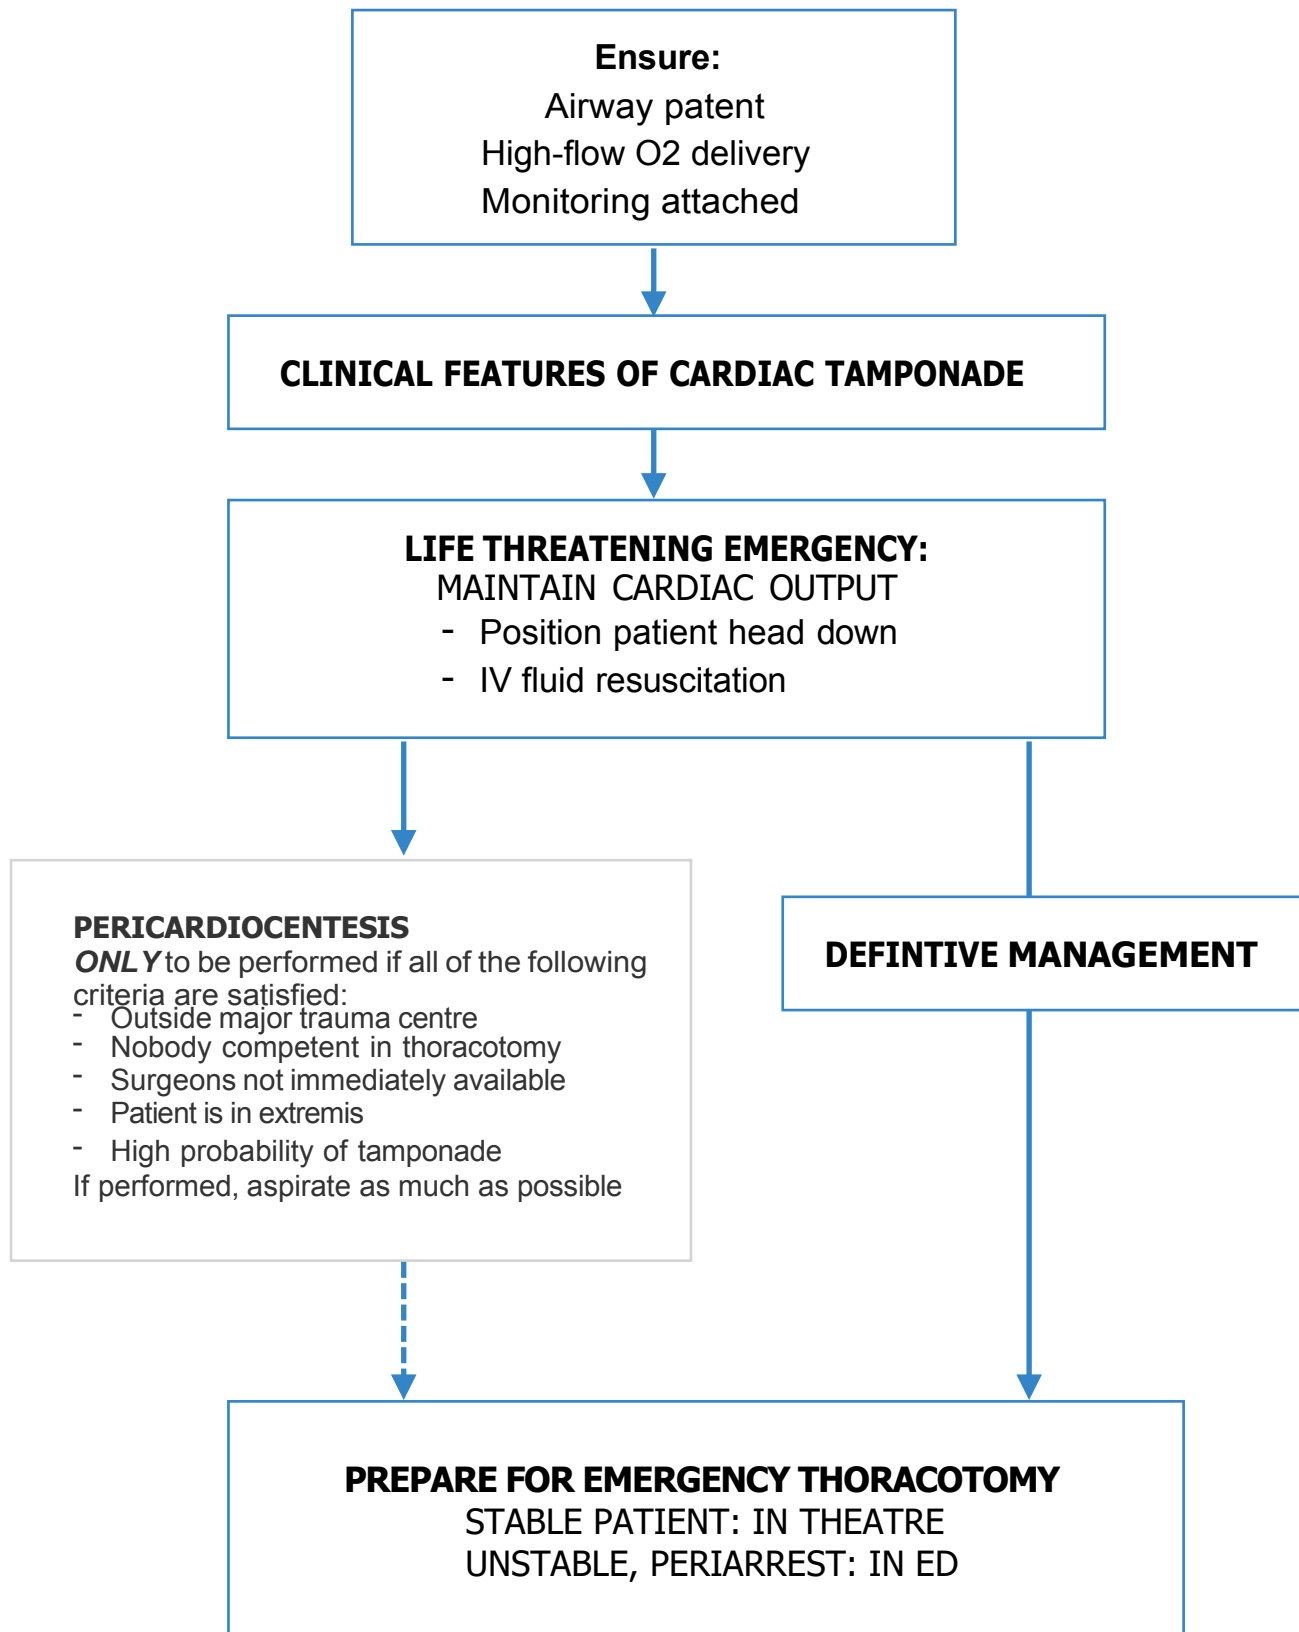 Ensure:
Airway patent
High-flow O2 delivery
Monitoring attached
CLINICAL FEATURES OF CARDIAC TAMPONADE
LIFE THREATENING EMERGENCY:
MAINTAIN CARDIAC OUTPUT
- Position patient head down
- IV fluid resuscitation
PERICARDIOCENTESIS
ONLY to be performed if all of the following
criteria are satisfied:
- Outside major trauma centre
- Nobody competent in thoracotomy
- Surgeons not immediately available
- Patient is in extremis
- High probability of tamponade
If performed, aspirate as much as possible
DEFINTIVE MANAGEMENT
PREPARE FOR EMERGENCY THORACOTOMY
STABLE PATIENT: IN THEATRE
UNSTABLE, PERIARREST: IN ED